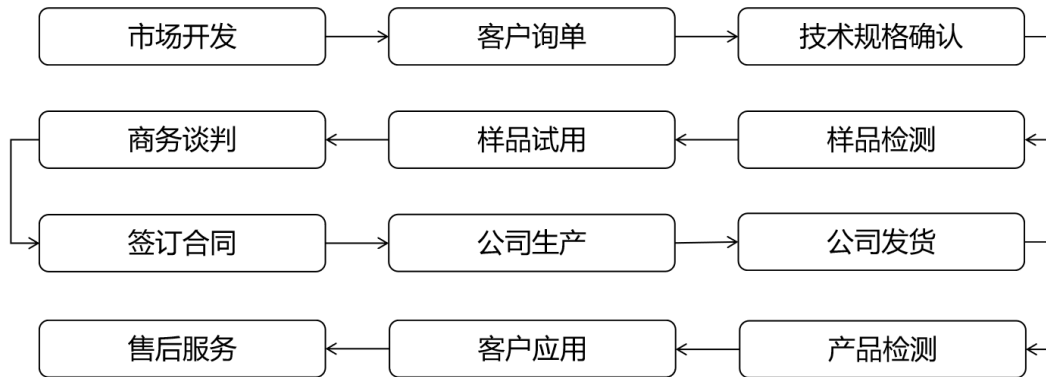 市场开发
客户询单
技术规格确认
样品检测
样品试用
商务谈判
签订合同
公司生产
公司发货
产品检测
客户应用
售后服务